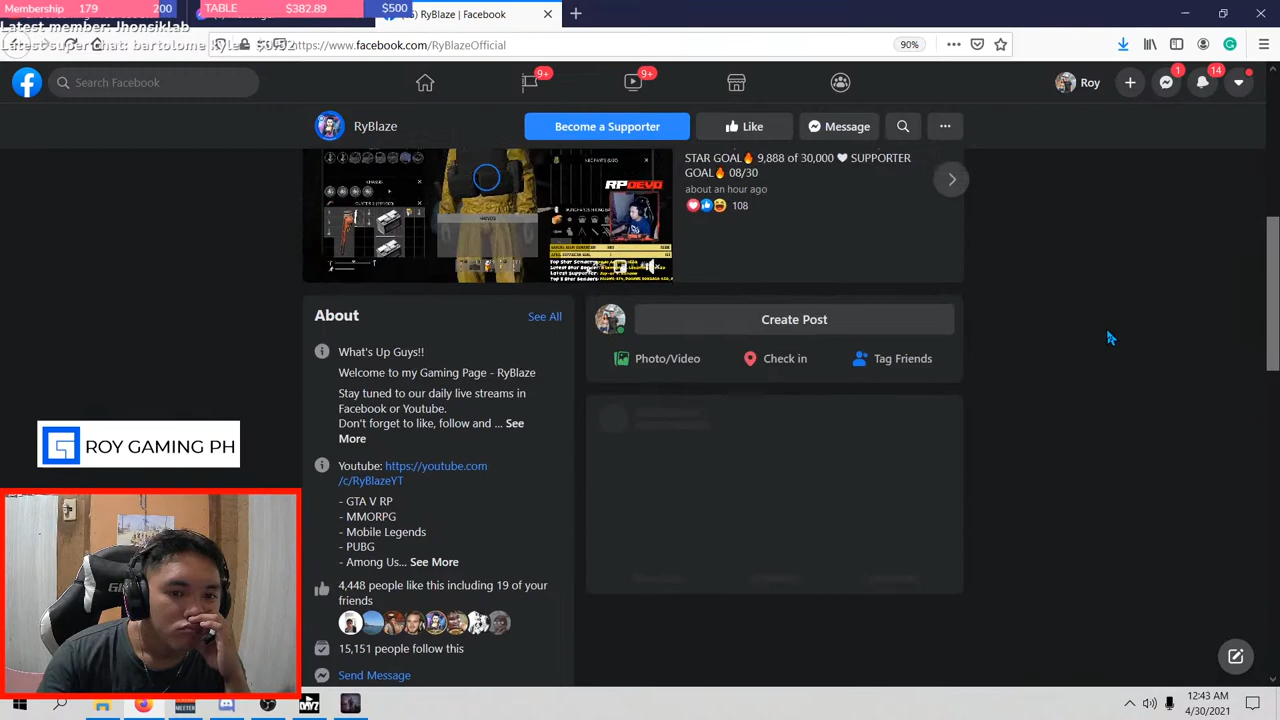 Membership 179 200 TABLE $382.89 $500
Latest member: Jhonsiklab
RyBlaze | Facebook
https://www.facebook.com/RyBlazeOfficial
90%
Search Facebook
9+
9+
Roy
1
14
RyBlaze
Become a Supporter
Like
Message
STAR GOAL🔥 9,888 of 30,000 🤍 SUPPORTER
GOAL🔥 08/30
about an hour ago
108
RPDEVO
About
See All
Create Post
Photo/Video
Check in
Tag Friends
What's Up Guys!!
Welcome to my Gaming Page - RyBlaze
Stay tuned to our daily live streams in
Facebook or Youtube.
Don't forget to like, follow and ... See
More
Youtube: https://youtube.com
/c/RyBlazeYT
- GTA V RP
- MMORPG
- Mobile Legends
- PUBG
- Among Us... See More
4,448 people like this including 19 of your
friends
15,151 people follow this
Send Message
ROY GAMING PH
12:43 AM
4/30/2021